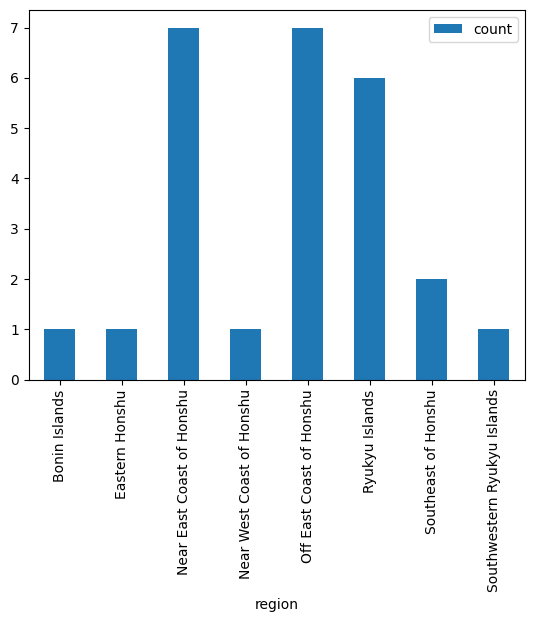 count
7
6
5
4
3
2
1
0
Bonin Islands
Eastern Honshu
Near East Coast of Honshu
Near West Coast of Honshu
Off East Coast of Honshu
Ryukyu Islands
Southeast of Honshu
Southwestern Ryukyu Islands
region